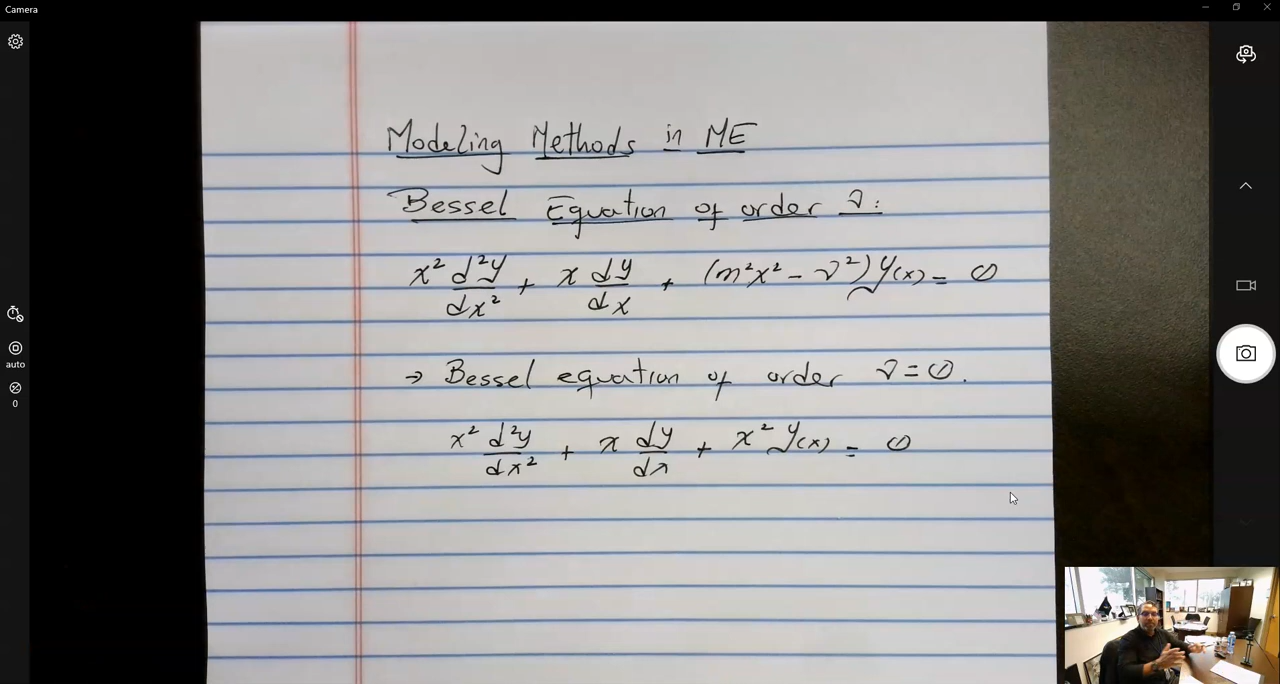 Camera
Modeling Methods in ME
Bessel Equation of order ν:
x² d²y/dx² + x dy/dx + (m²x² - ν²) y(x) = 0
→ Bessel equation of order ν = 0.
x² d²y/dx² + x dy/dx + x² y(x) = 0
auto
0